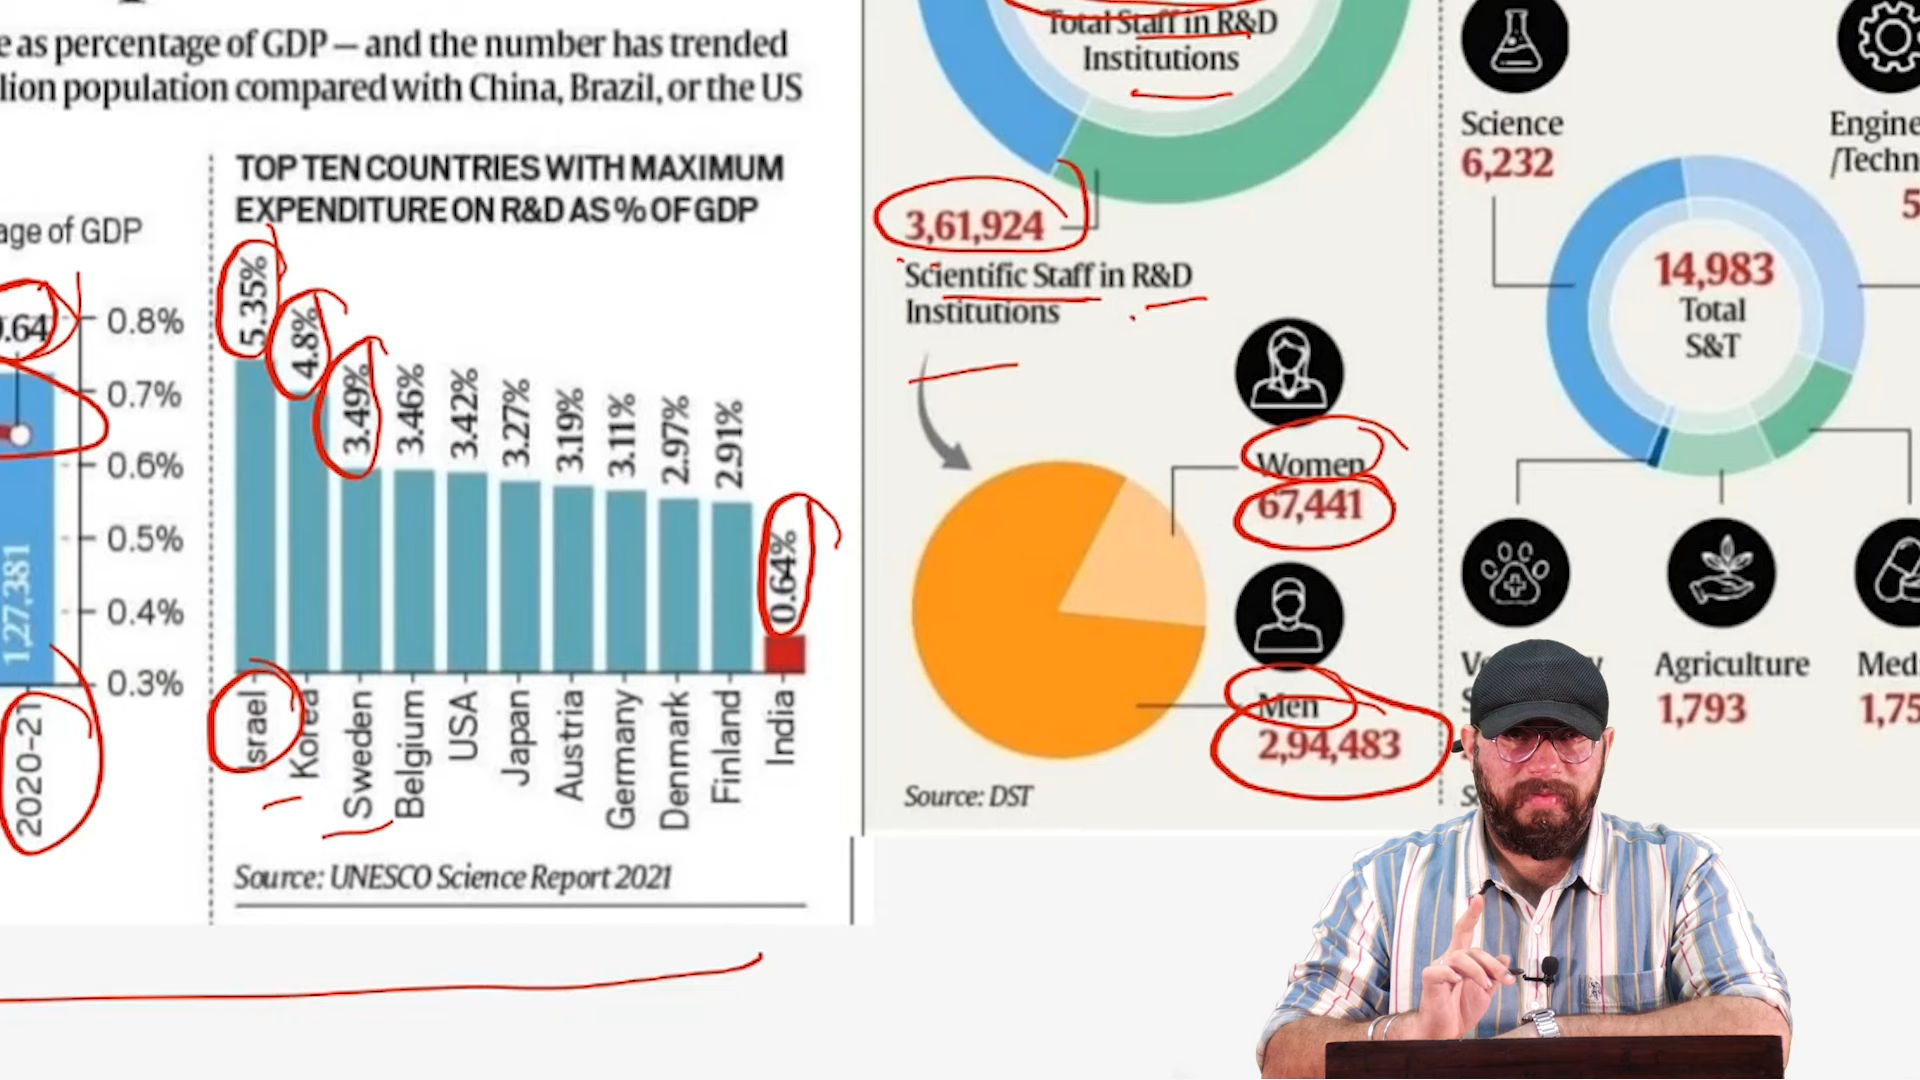 e as percentage of GDP — and the number has trended
lion population compared with China, Brazil, or the US
age of GDP
0.64
0.8%
0.7%
0.6%
0.5%
0.4%
0.3%
1,27,381
2020-21
TOP TEN COUNTRIES WITH MAXIMUM
EXPENDITURE ON R&D AS % OF GDP
5.35%
4.8%
3.49%
3.46%
3.42%
3.27%
3.19%
3.11%
2.97%
2.91%
0.64%
Israel
Korea
Sweden
Belgium
USA
Japan
Austria
Germany
Denmark
Finland
India
Source: UNESCO Science Report 2021
Total Staff in R&D
Institutions
3,61,924
Scientific Staff in R&D
Institutions
Women
67,441
Men
2,94,483
Source: DST
Science
6,232
Engine
/Techn
5
14,983
Total
S&T
Agriculture
1,793
Med
1,75